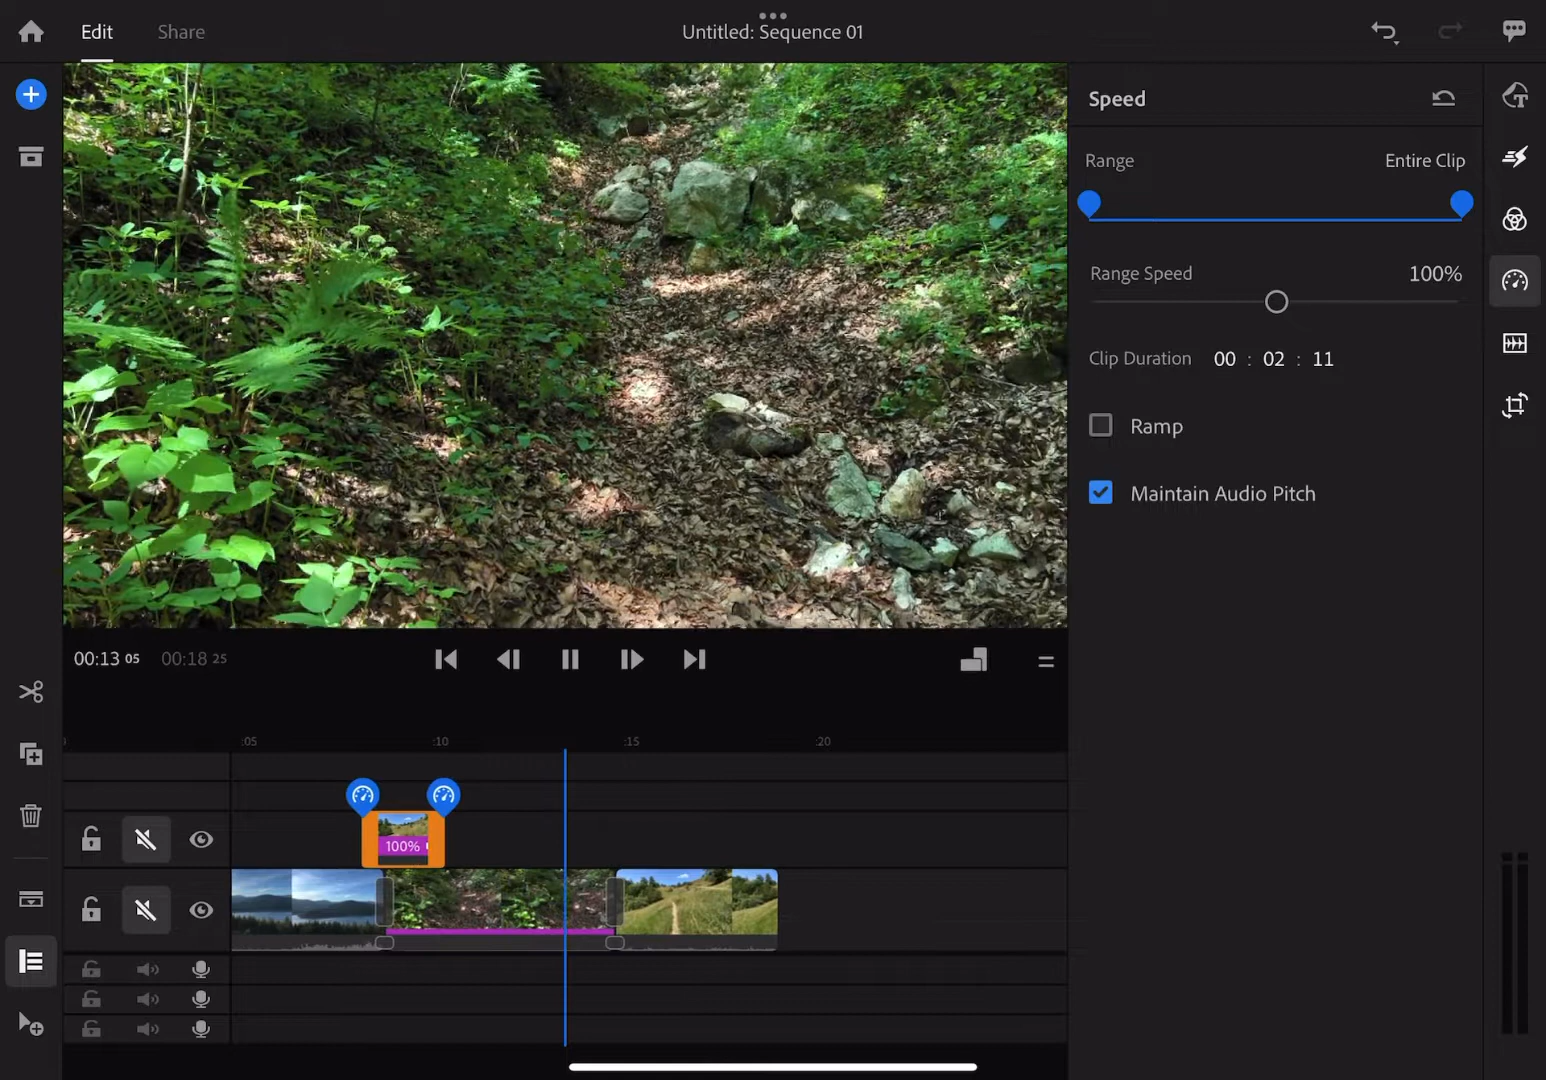 Edit
Share
Untitled: Sequence 01
Speed
Range
Entire Clip
Range Speed
100%
Clip Duration 00 : 02 : 11
Ramp
Maintain Audio Pitch
00:13 05
00:18 25
:05
:10
:15
:20
100%